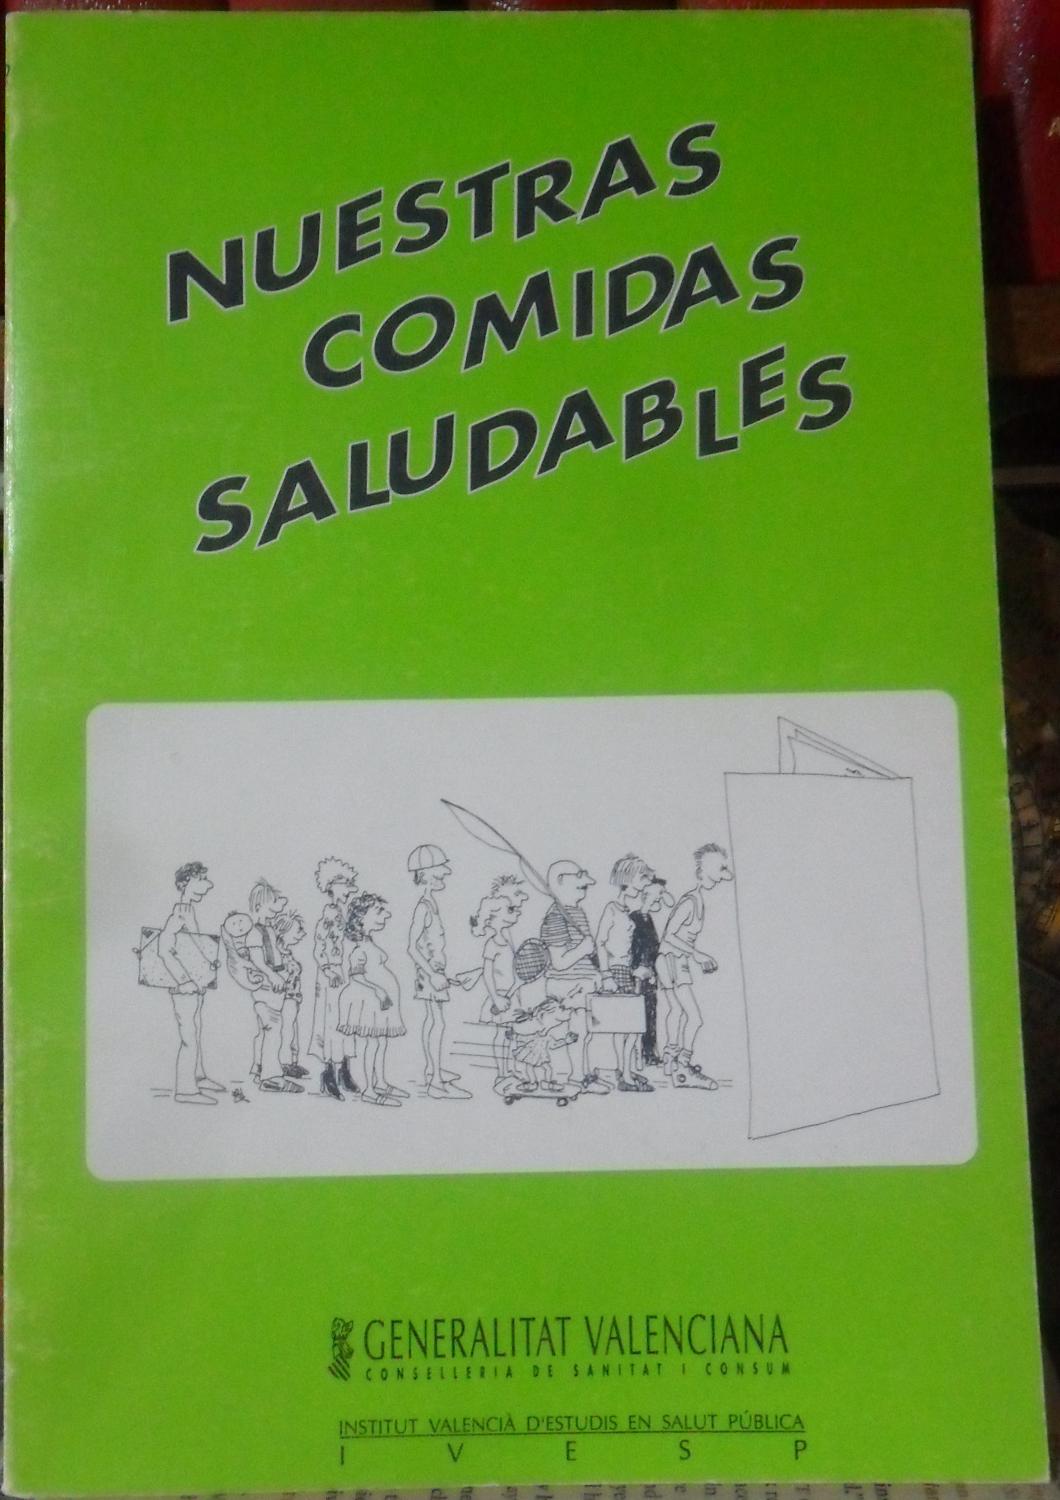 NUESTRAS
COMIDAS
SALUDABLES
GENERALITAT VALENCIANA
CONSELLERIA DE SANITAT I CONSUM
INSTITUT VALENCIÀ D'ESTUDIS EN SALUT PÚBLICA
I V E S P